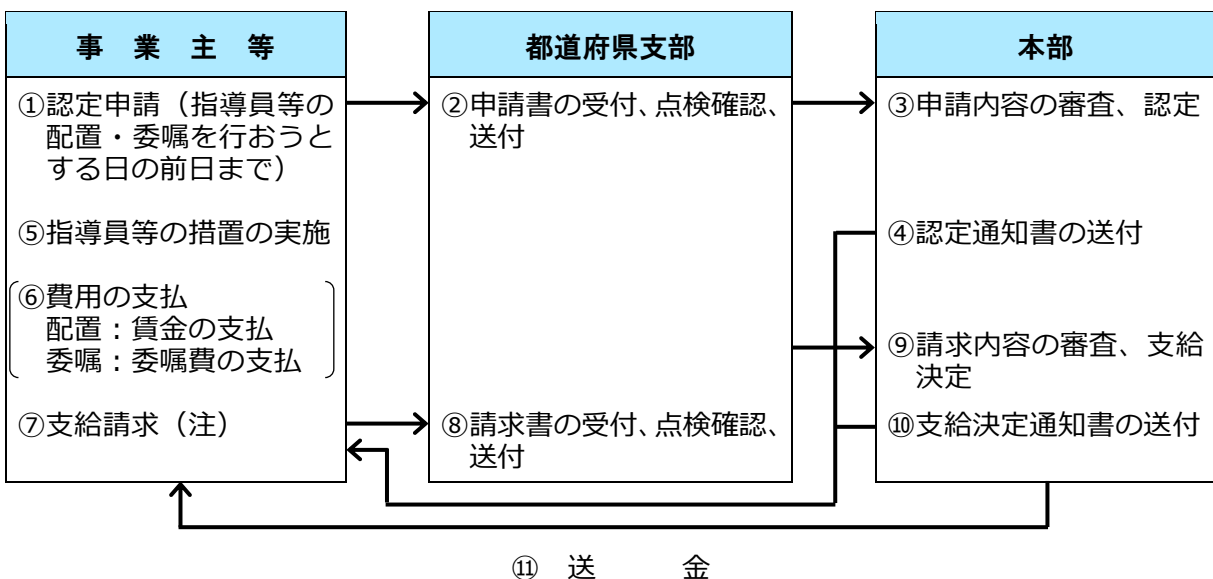 事業主等
①認定申請（指導員等の
配置・委嘱を行おうと
する日の前日まで）
⑤指導員等の措置の実施
⑥費用の支払
配置：賃金の支払
委嘱：委嘱費の支払
⑦支給請求（注）
都道府県支部
②申請書の受付、点検確認、
送付
⑧請求書の受付、点検確認、
送付
本部
③申請内容の審査、認定
④認定通知書の送付
⑨請求内容の審査、支給
決定
⑩支給決定通知書の送付
⑪ 送 金